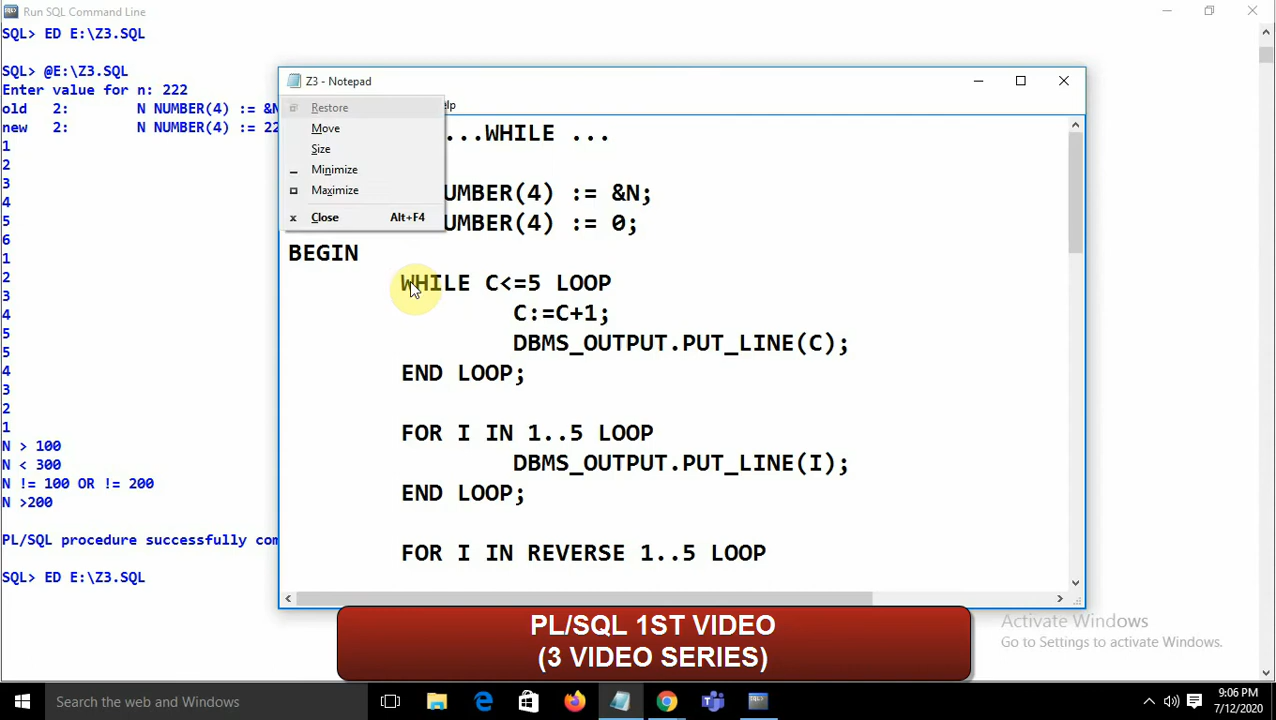 Run SQL Command Line
SQL> ED E:\Z3.SQL
SQL> @E:\Z3.SQL
Enter value for n: 222
old   2:        N NUMBER(4) := &N
new   2:        N NUMBER(4) := 22
1
2
3
4
5
6
1
2
3
4
5
5
4
3
2
1
N > 100
N < 300
N != 100 OR != 200
N >200
PL/SQL procedure successfully com
SQL> ED E:\Z3.SQL
Z3 - Notepad
elp
Restore
Move
Size
Minimize
Maximize
Close Alt+F4
...WHILE ...
UMBER(4) := &N;
UMBER(4) := 0;
BEGIN
WHILE C<=5 LOOP
C:=C+1;
DBMS_OUTPUT.PUT_LINE(C);
END LOOP;
FOR I IN 1..5 LOOP
DBMS_OUTPUT.PUT_LINE(I);
END LOOP;
FOR I IN REVERSE 1..5 LOOP
PL/SQL 1ST VIDEO
(3 VIDEO SERIES)
Activate Windows
Go to Settings to activate Windows.
Search the web and Windows
9:06 PM
7/12/2020